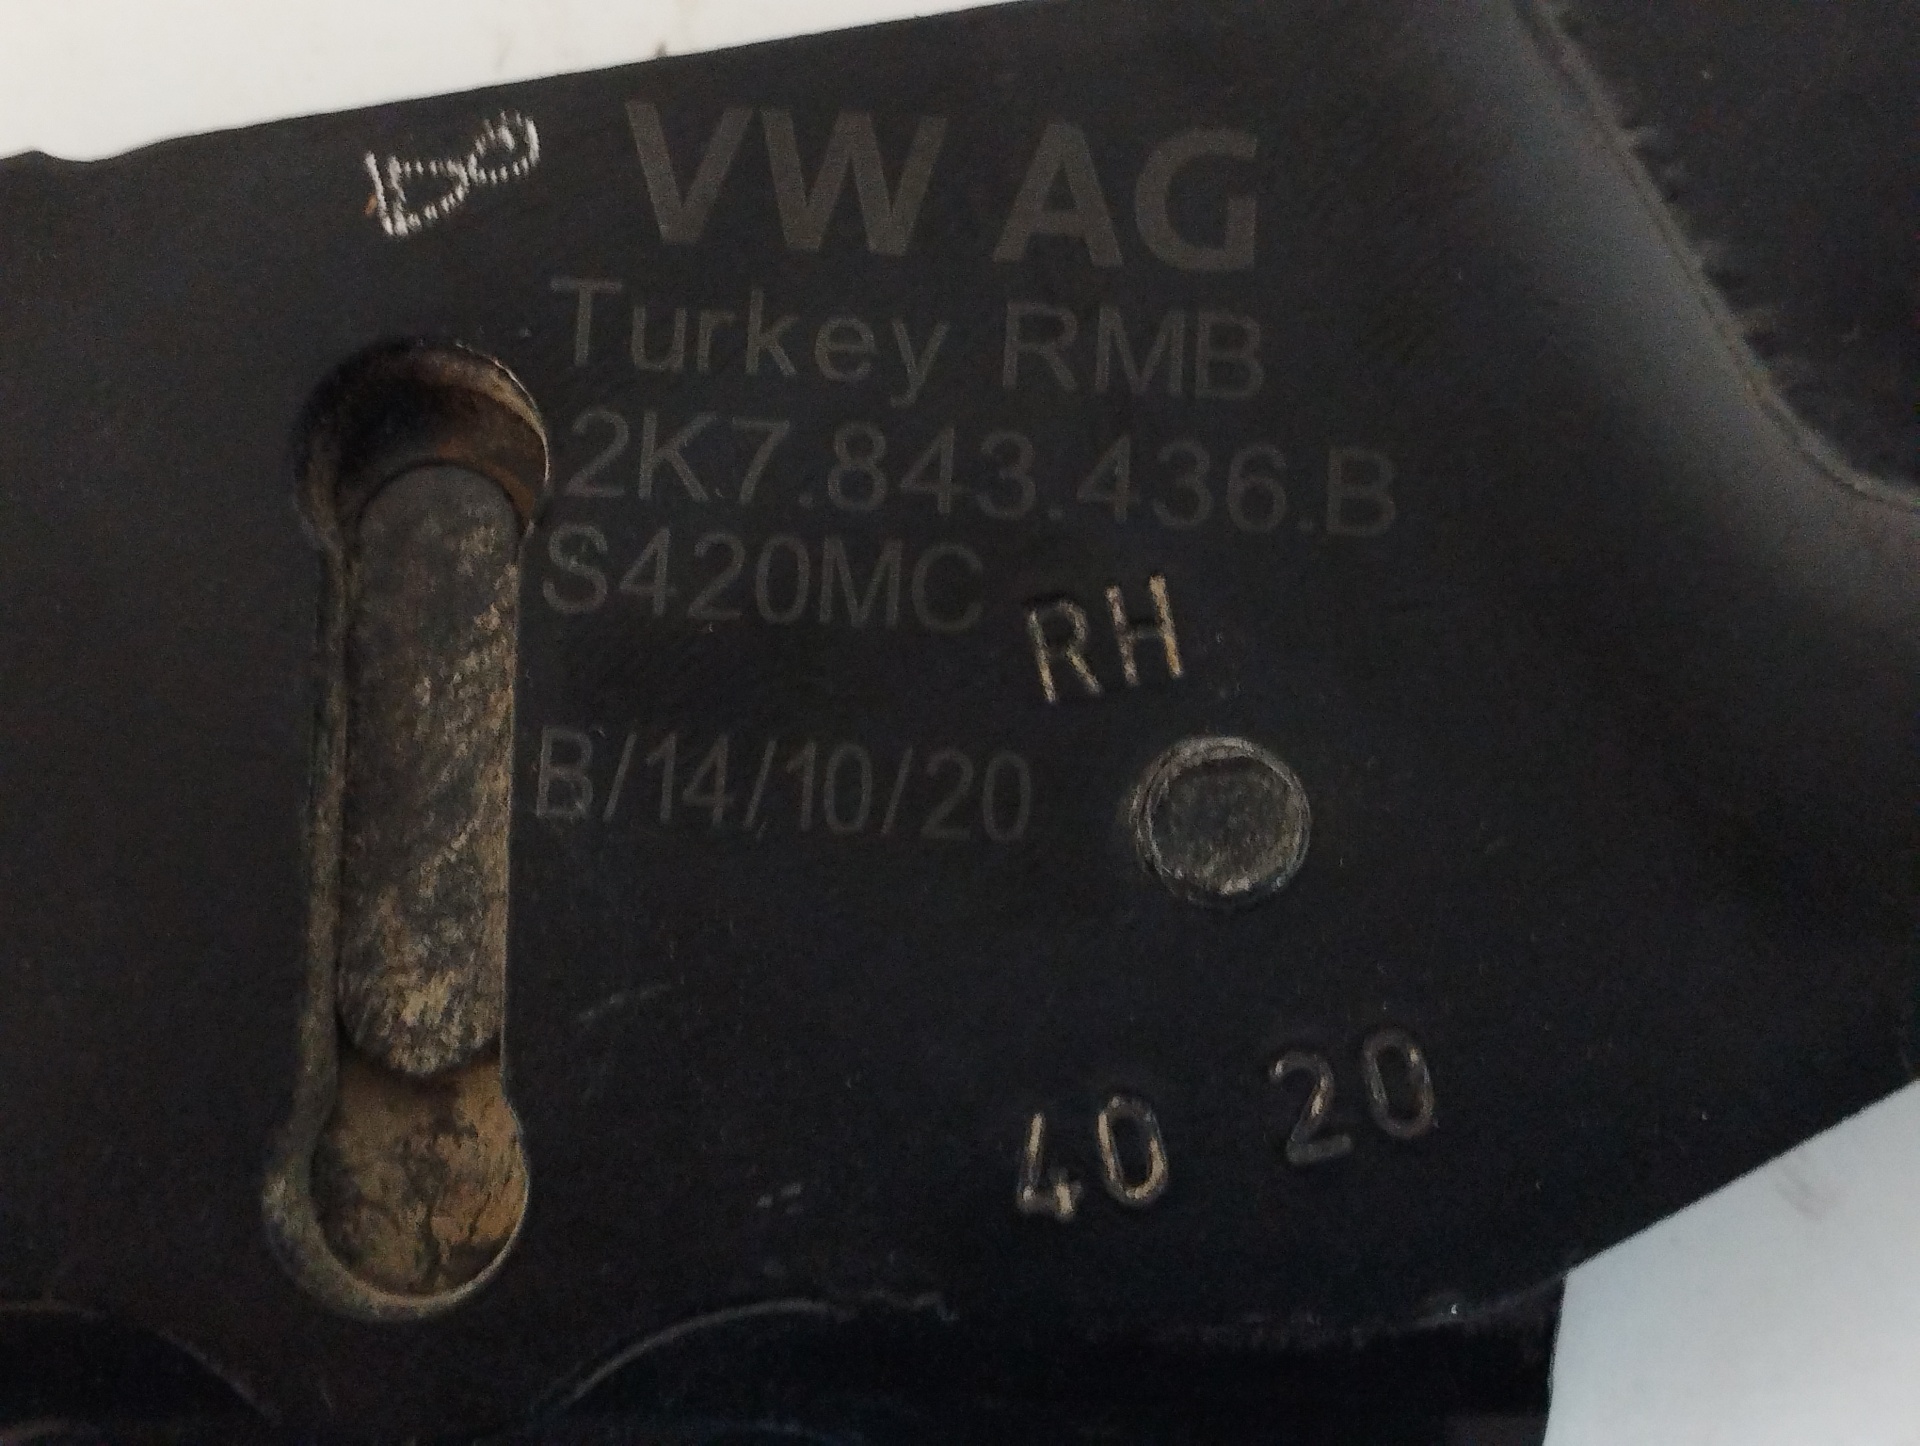 VW AG
Turkey RMB
2K7.843.436.B
S420MC
RH
B/14/10/20
40 20